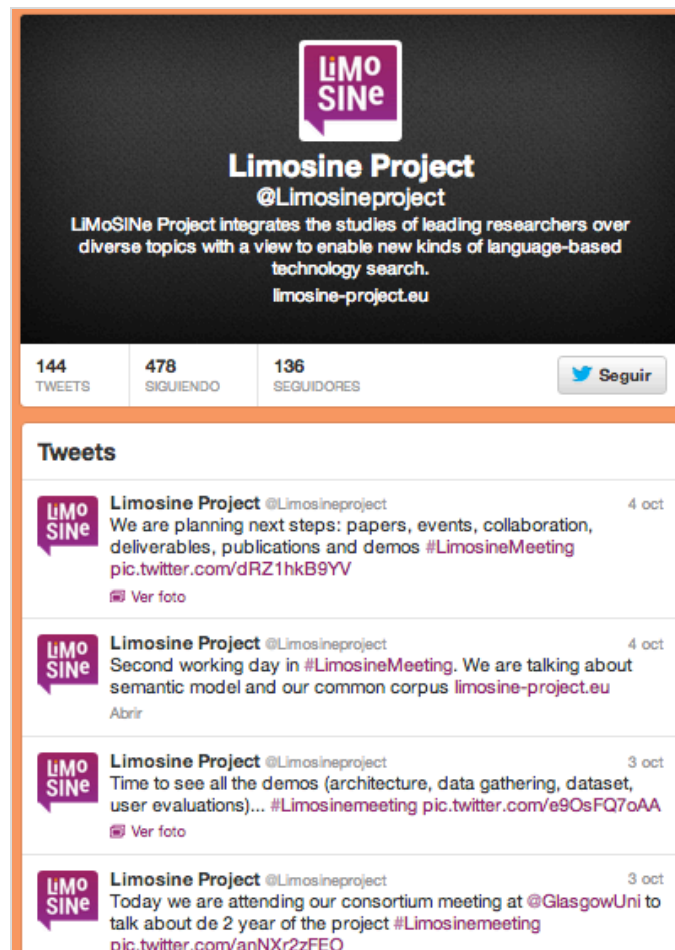 LiMo
SINe
Limosine Project
@Limosineproject
LiMoSINe Project integrates the studies of leading researchers over
diverse topics with a view to enable new kinds of language-based
technology search.
limosine-project.eu
144 478 136
TWEETS SIGUIENDO SEGUIDORES
Seguir
Tweets
LiMo
SINe
Limosine Project @Limosineproject 4 oct
We are planning next steps: papers, events, collaboration,
deliverables, publications and demos #LimosineMeeting
pic.twitter.com/dRZ1hkB9YV
Ver foto
LiMo
SINe
Limosine Project @Limosineproject 4 oct
Second working day in #LimosineMeeting. We are talking about
semantic model and our common corpus limosine-project.eu
Abrir
LiMo
SINe
Limosine Project @Limosineproject 3 oct
Time to see all the demos (architecture, data gathering, dataset,
user evaluations)... #Limosinemeeting pic.twitter.com/e9OsFQ7oAA
Ver foto
LiMo
SINe
Limosine Project @Limosineproject 3 oct
Today we are attending our consortium meeting at @GlasgowUni to
talk about de 2 year of the project #Limosinemeeting
pic.twitter.com/anNXr2zFEO